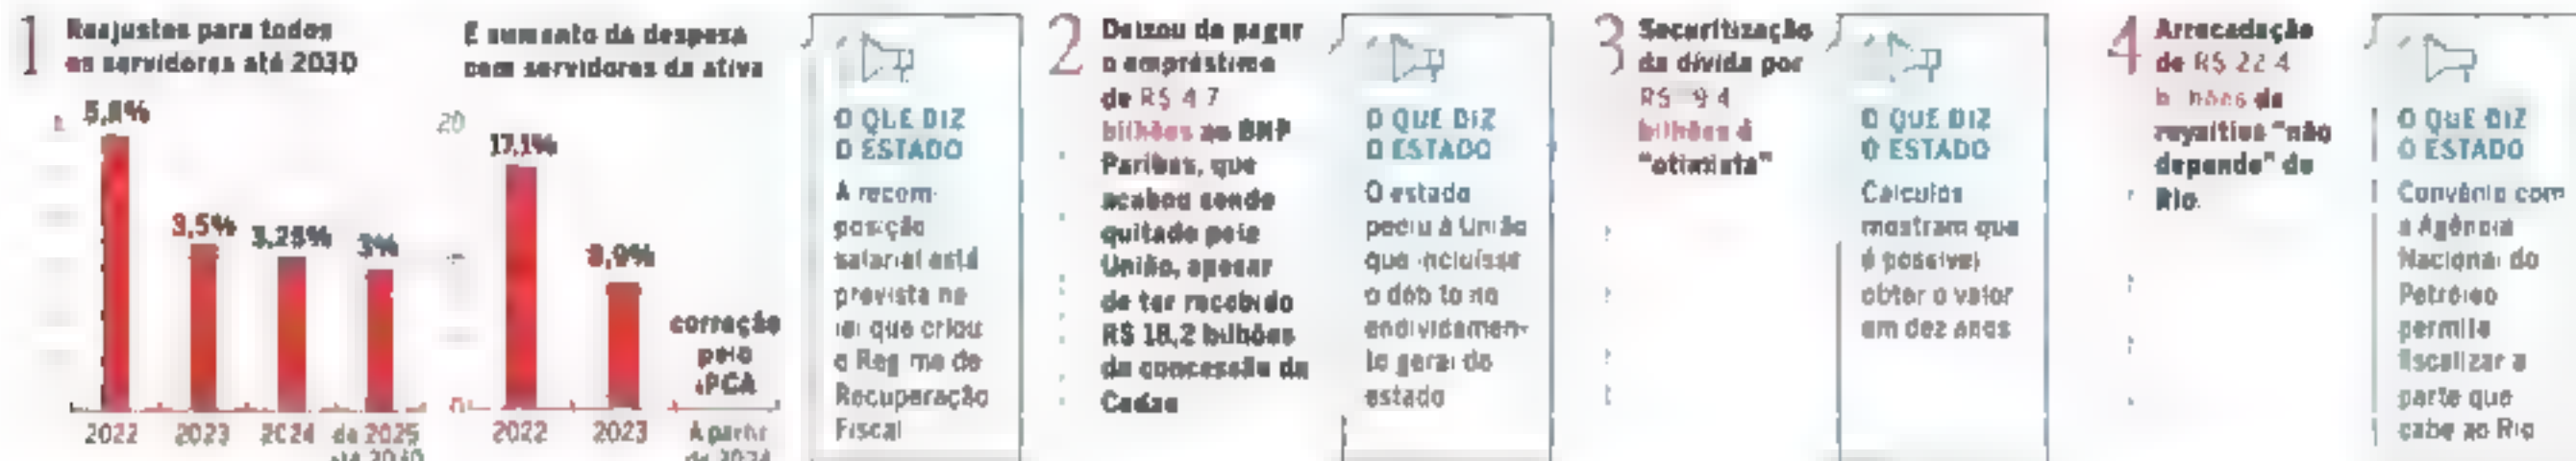 1
Reajustes para todos
os servidores até 2030
5,8%
3,5%
3,25%
3%
2022
2023
2024
de 2025
até 2030
E aumento da despesa
com servidores da ativa
20
17,1%
8,9%
correção
pelo
IPCA
0
2022
2023
A partir
de 2024
O QUE DIZ
O ESTADO
A recom-
posição
salarial está
prevista na
lei que criou
o Regime de
Recuperação
Fiscal
2
Deixou de pagar
o empréstimo
de R$ 4,7
bilhões ao BNP
Paribas, que
acabou sendo
quitado pela
União, apesar
de ter recebido
R$ 18,2 bilhões
da concessão da
Cedae
O QUE DIZ
O ESTADO
O estado
pediu à União
que incluísse
o débito no
endividamen-
to geral do
estado
3
Securitização
da dívida por
R$ 9,4
bilhões é
"otimista"
O QUE DIZ
O ESTADO
Cálculos
mostram que
é possível
obter o valor
em dez anos
4
Arrecadação
de R$ 22,4
bilhões de
royalties "não
depende" do
Rio.
O QUE DIZ
O ESTADO
Convênio com
a Agência
Nacional do
Petróleo
permite
fiscalizar a
parte que
cabe ao Rio